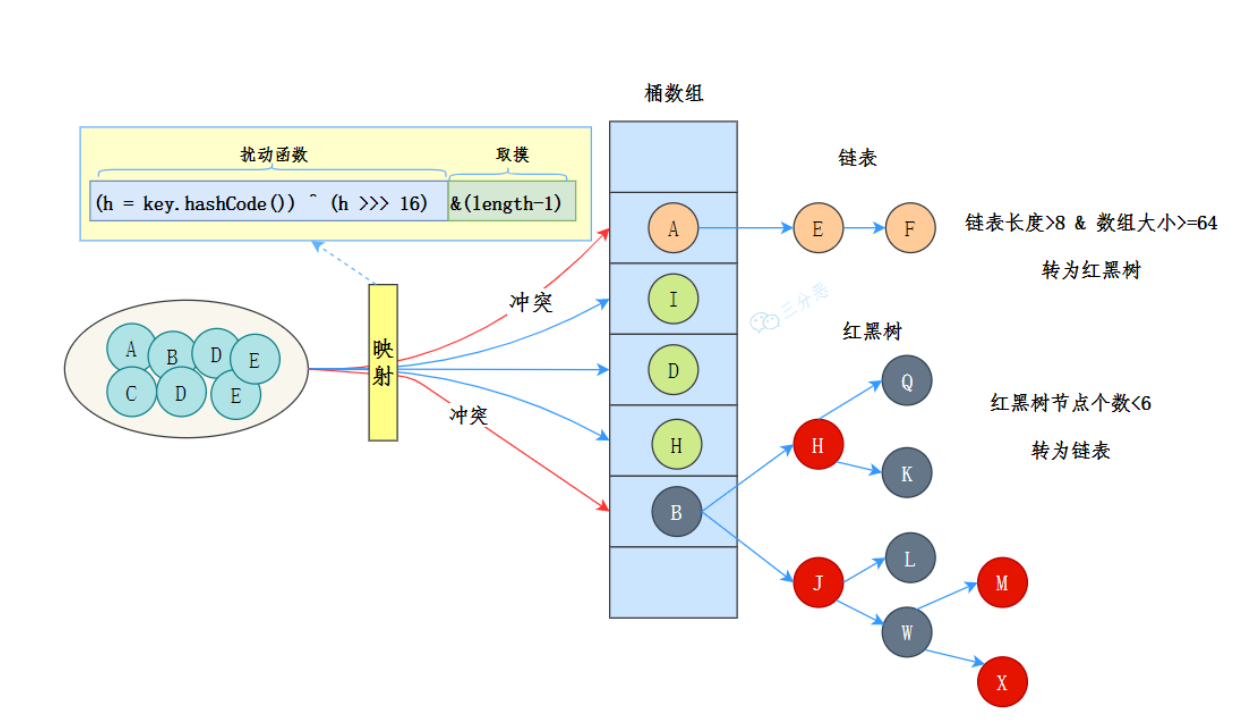 桶数组
扰动函数
取摸
(h = key.hashCode()) ^ (h >>> 16) &(length-1)
链表
A
E
F
链表长度>8 & 数组大小>=64
转为红黑树
冲突
I
三分恶
红黑树
映射
A
B
D
E
C
D
E
D
Q
红黑树节点个数<6
转为链表
冲突
H
H
K
B
L
J
M
W
X